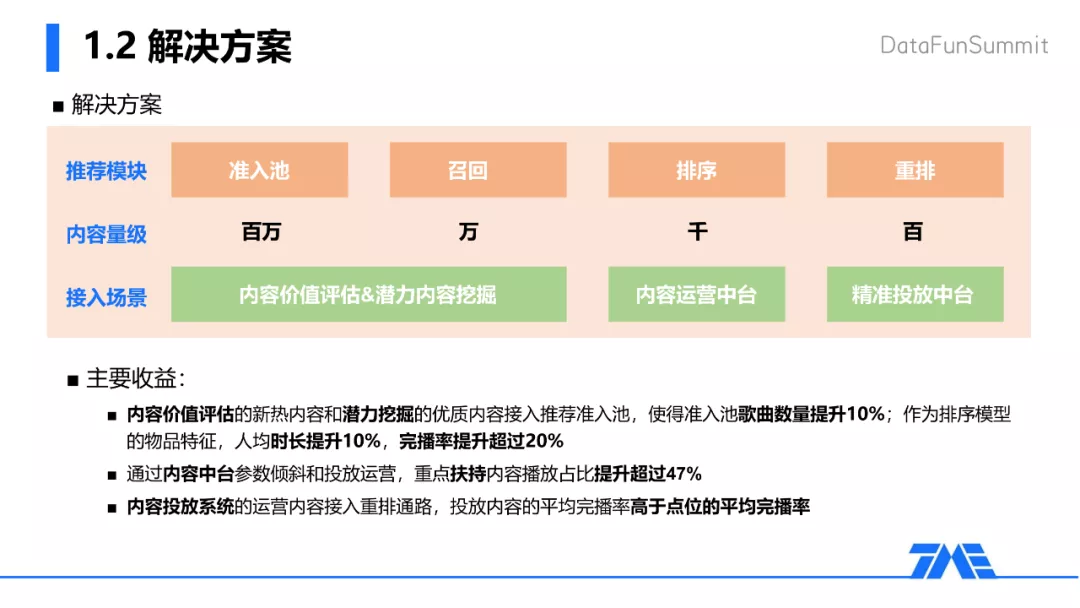 1.2 解决方案
DataFunSummit
■ 解决方案
推荐模块 准入池 召回 排序 重排
内容量级 百万 万 千 百
接入场景 内容价值评估&潜力内容挖掘 内容运营中台 精准投放中台
■ 主要收益：
■ 内容价值评估的新热内容和潜力挖掘的优质内容接入推荐准入池，使得准入池歌曲数量提升10%；作为排序模型
的物品特征，人均时长提升10%，完播率提升超过20%
■ 通过内容中台参数倾斜和投放运营，重点扶持内容播放占比提升超过47%
■ 内容投放系统的运营内容接入重排通路，投放内容的平均完播率高于点位的平均完播率
TME